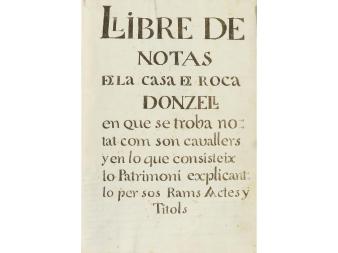 LLIBRE DE
NOTAS
DE LA CASA DE ROCA
DONZELL
en que se troba no:
tat com son cavallers
y en lo que consisteix
lo Patrimoni explicant:
lo per sos Rams Actes y
Titols